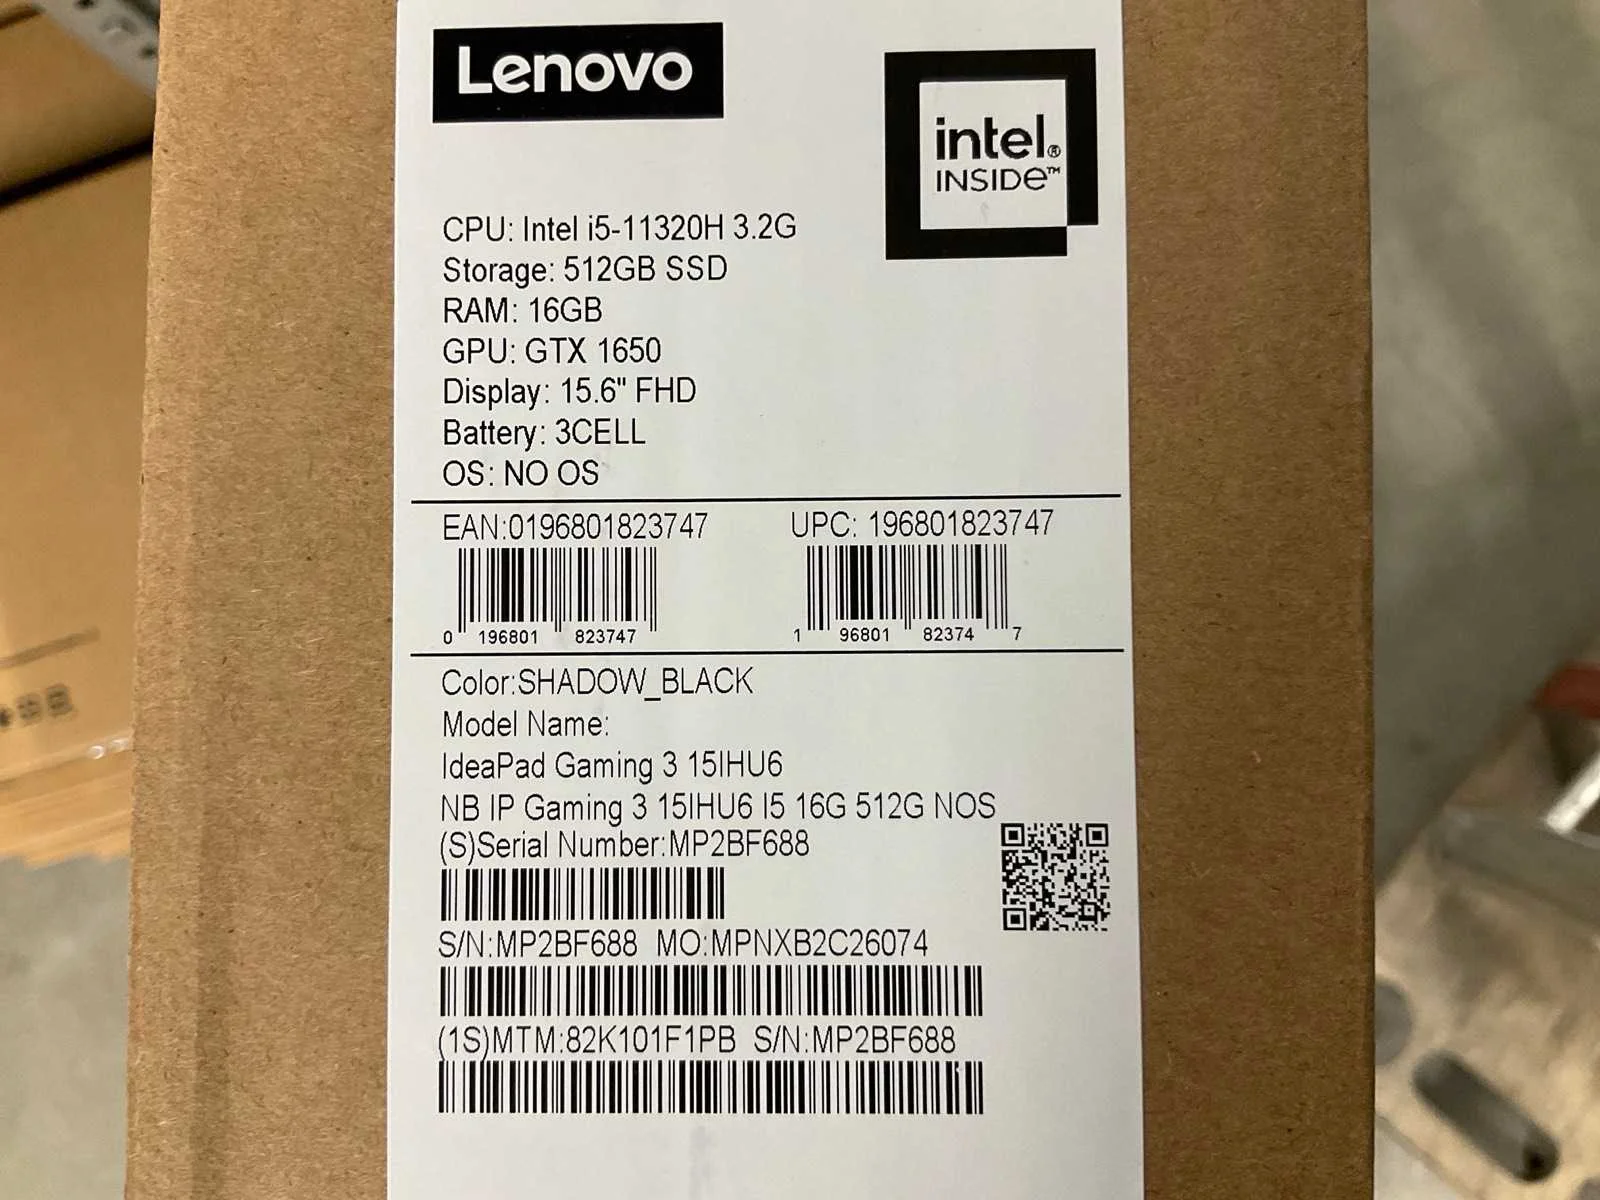 Lenovo
intel®
INSIDE™
CPU: Intel i5-11320H 3.2G
Storage: 512GB SSD
RAM: 16GB
GPU: GTX 1650
Display: 15.6" FHD
Battery: 3CELL
OS: NO OS
EAN:0196801823747 UPC: 196801823747
0 196801 823747 1 96801 82374 7
Color:SHADOW_BLACK
Model Name:
IdeaPad Gaming 3 15IHU6
NB IP Gaming 3 15IHU6 I5 16G 512G NOS
(S)Serial Number:MP2BF688
S/N:MP2BF688 MO:MPNXB2C26074
(1S)MTM:82K101F1PB S/N:MP2BF688